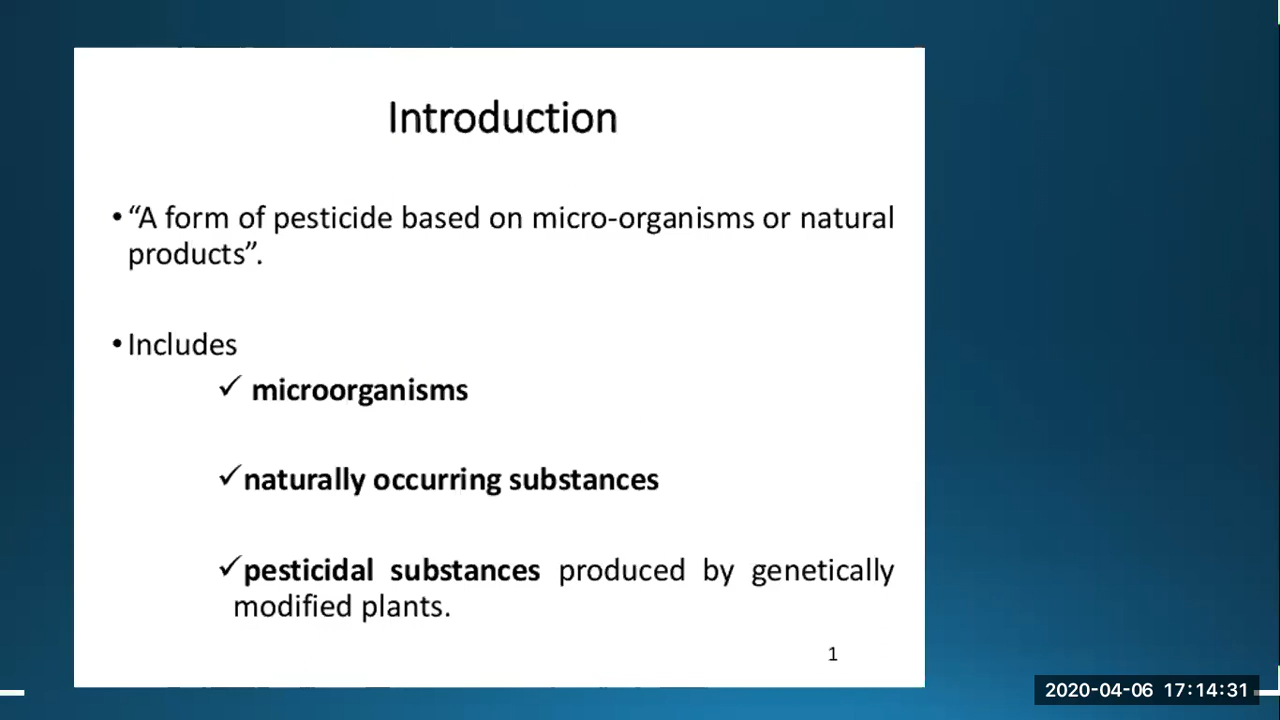 Introduction
• “A form of pesticide based on micro-organisms or natural
products”.
• Includes
✓ microorganisms
✓naturally occurring substances
✓pesticidal substances produced by genetically
modified plants.
1
2020-04-06 17:14:31